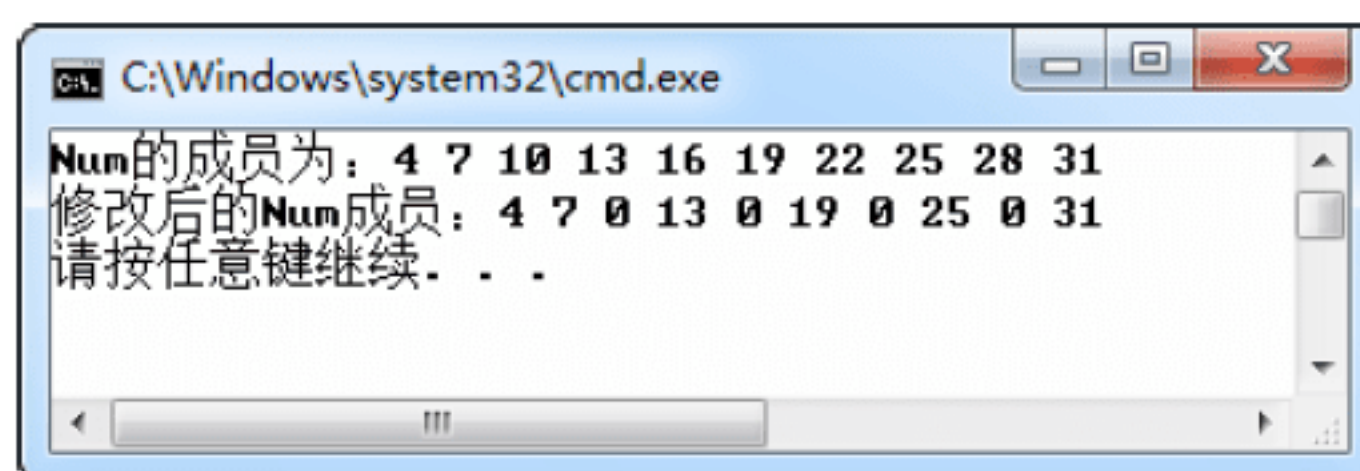 C:\Windows\system32\cmd.exe
Num的成员为：4 7 10 13 16 19 22 25 28 31
修改后的Num成员：4 7 0 13 0 19 0 25 0 31
请按任意键继续. . .